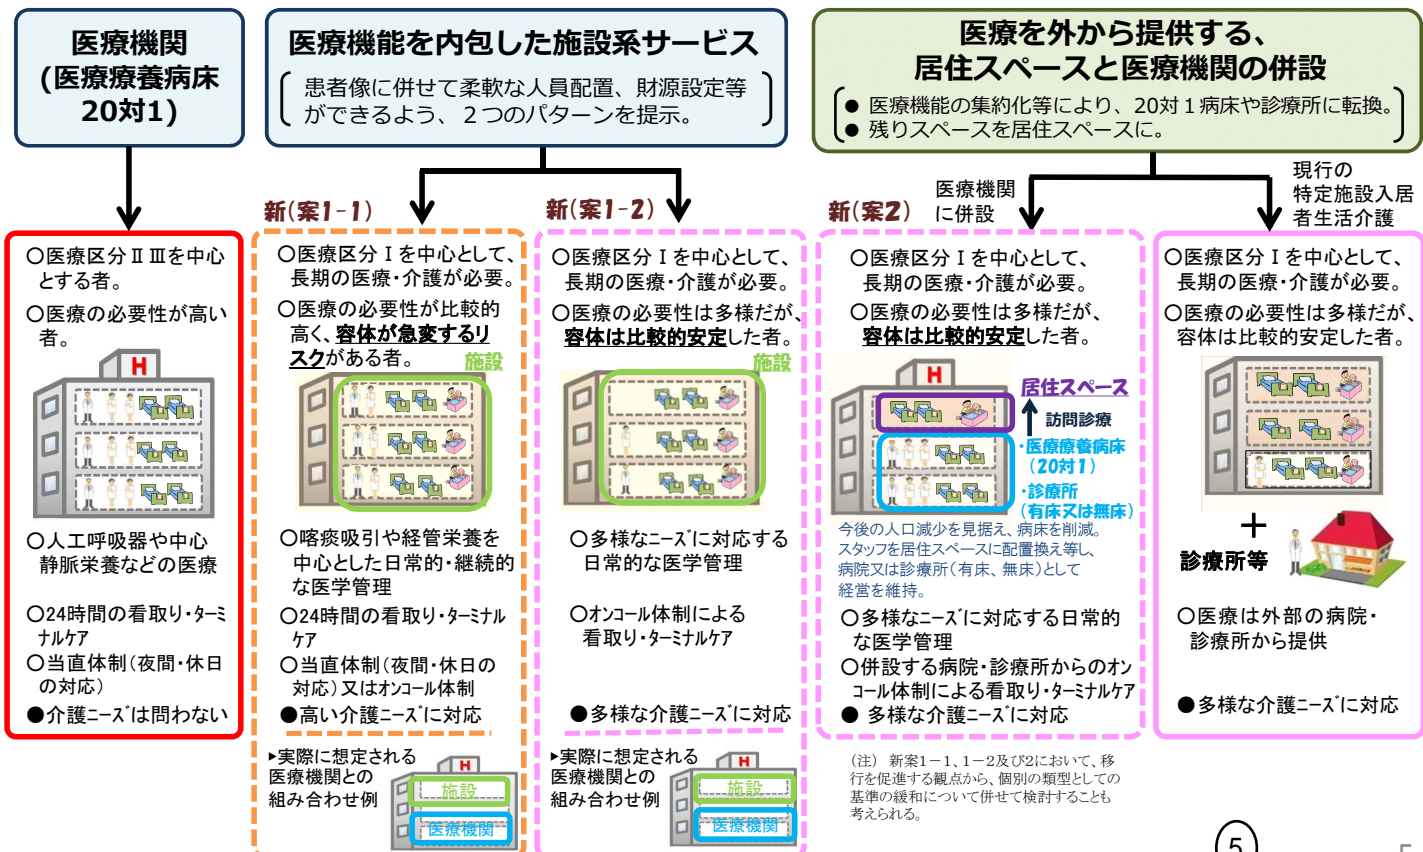 医療機関
(医療療養病床
20対1)
医療機能を内包した施設系サービス
患者像に併せて柔軟な人員配置、財源設定等
ができるよう、２つのパターンを提示。
医療を外から提供する、
居住スペースと医療機関の併設
● 医療機能の集約化等により、20対１病床や診療所に転換。
● 残りスペースを居住スペースに。
○医療区分ⅡⅢを中心
とする者。
○医療の必要性が高い
者。
H
○人工呼吸器や中心
静脈栄養などの医療
○24時間の看取り・ターミ
ナルケア
○当直体制（夜間・休日
の対応）
●介護ニーズは問わない
新(案1-1)
○医療区分Ⅰを中心として、
長期の医療・介護が必要。
○医療の必要性が比較的
高く、容体が急変するリ
スクがある者。
施設
○喀痰吸引や経管栄養を
中心とした日常的・継続的
な医学管理
○24時間の看取り・ターミナル
ケア
○当直体制（夜間・休日の
対応）又はオンコール体制
●高い介護ニーズに対応
▶実際に想定される
医療機関との
組み合わせ例
H
施設
医療機関
新(案1-2)
○医療区分Ⅰを中心として、
長期の医療・介護が必要。
○医療の必要性は多様だが、
容体は比較的安定した者。
施設
○多様なニーズに対応する
日常的な医学管理
○オンコール体制による
看取り・ターミナルケア
●多様な介護ニーズに対応
▶実際に想定される
医療機関との
組み合わせ例
H
施設
医療機関
新(案2)
医療機関
に併設
○医療区分Ⅰを中心として、
長期の医療・介護が必要。
○医療の必要性は多様だが、
容体は比較的安定した者。
H
居住スペース
訪問診療
・医療療養病床
（20対1）
・診療所
（有床又は無床）
今後の人口減少を見据え、病床を削減。
スタッフを居住スペースに配置換え等し、
病院又は診療所（有床、無床）として
経営を維持。
○多様なニーズに対応する日常的
な医学管理
○併設する病院・診療所からのオン
コール体制による看取り・ターミナルケア
● 多様な介護ニーズに対応
（注） 新案1－1、1－2及び2において、移
行を促進する観点から、個別の類型としての
基準の緩和について併せて検討することも
考えられる。
現行の
特定施設入居
者生活介護
○医療区分Ⅰを中心として、
長期の医療・介護が必要。
○医療の必要性は多様だが、
容体は比較的安定した者。
＋
診療所等
○医療は外部の病院・
診療所から提供
●多様な介護ニーズに対応
5
5